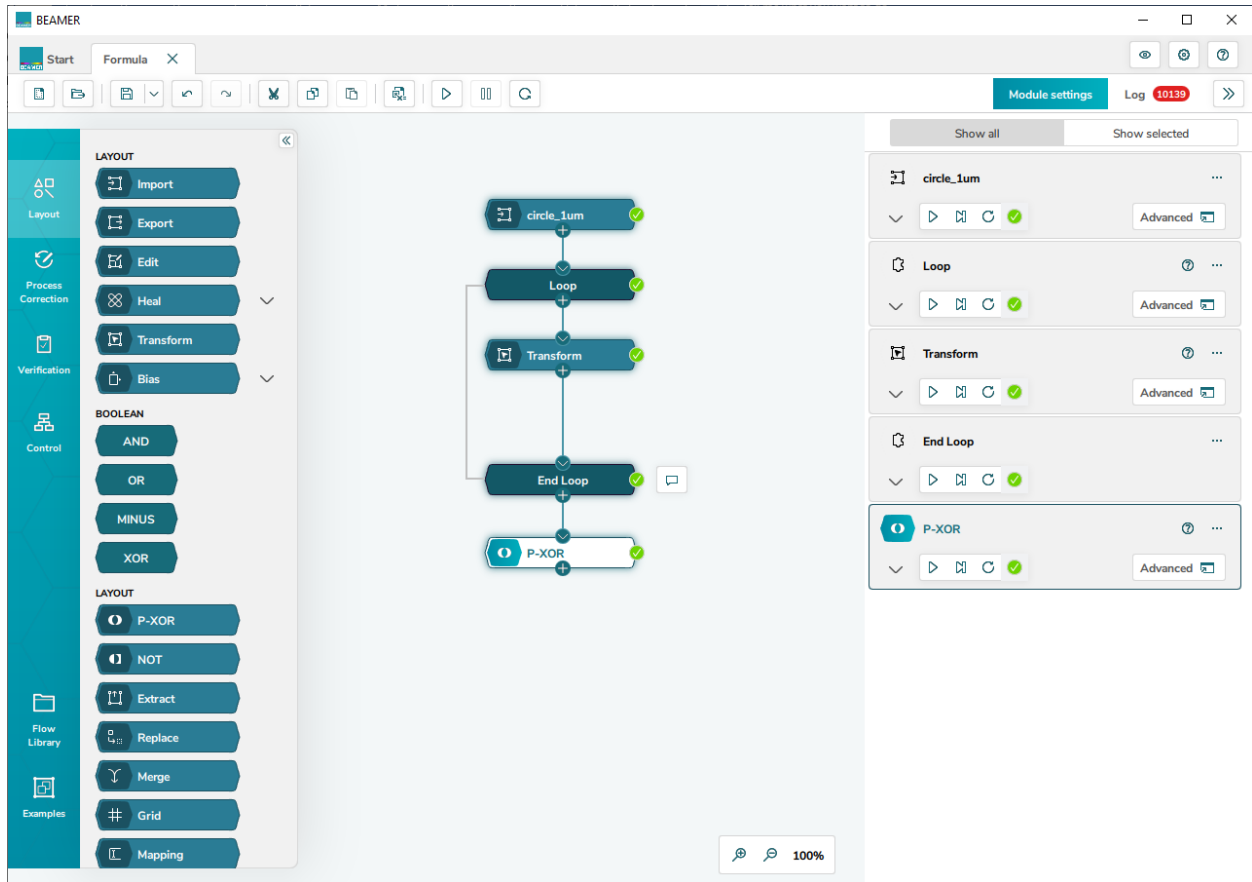 BEAMER
Start
Formula
Module settings
Log 10139
Show all
Show selected
Layout
Process
Correction
Verification
Control
Flow
Library
Examples
LAYOUT
Import
Export
Edit
Heal
Transform
Bias
BOOLEAN
AND
OR
MINUS
XOR
LAYOUT
P-XOR
NOT
Extract
Replace
Merge
Grid
Mapping
circle_1um
Loop
Transform
End Loop
P-XOR
100%
circle_1um
Advanced
Loop
Advanced
Transform
Advanced
End Loop
P-XOR
Advanced